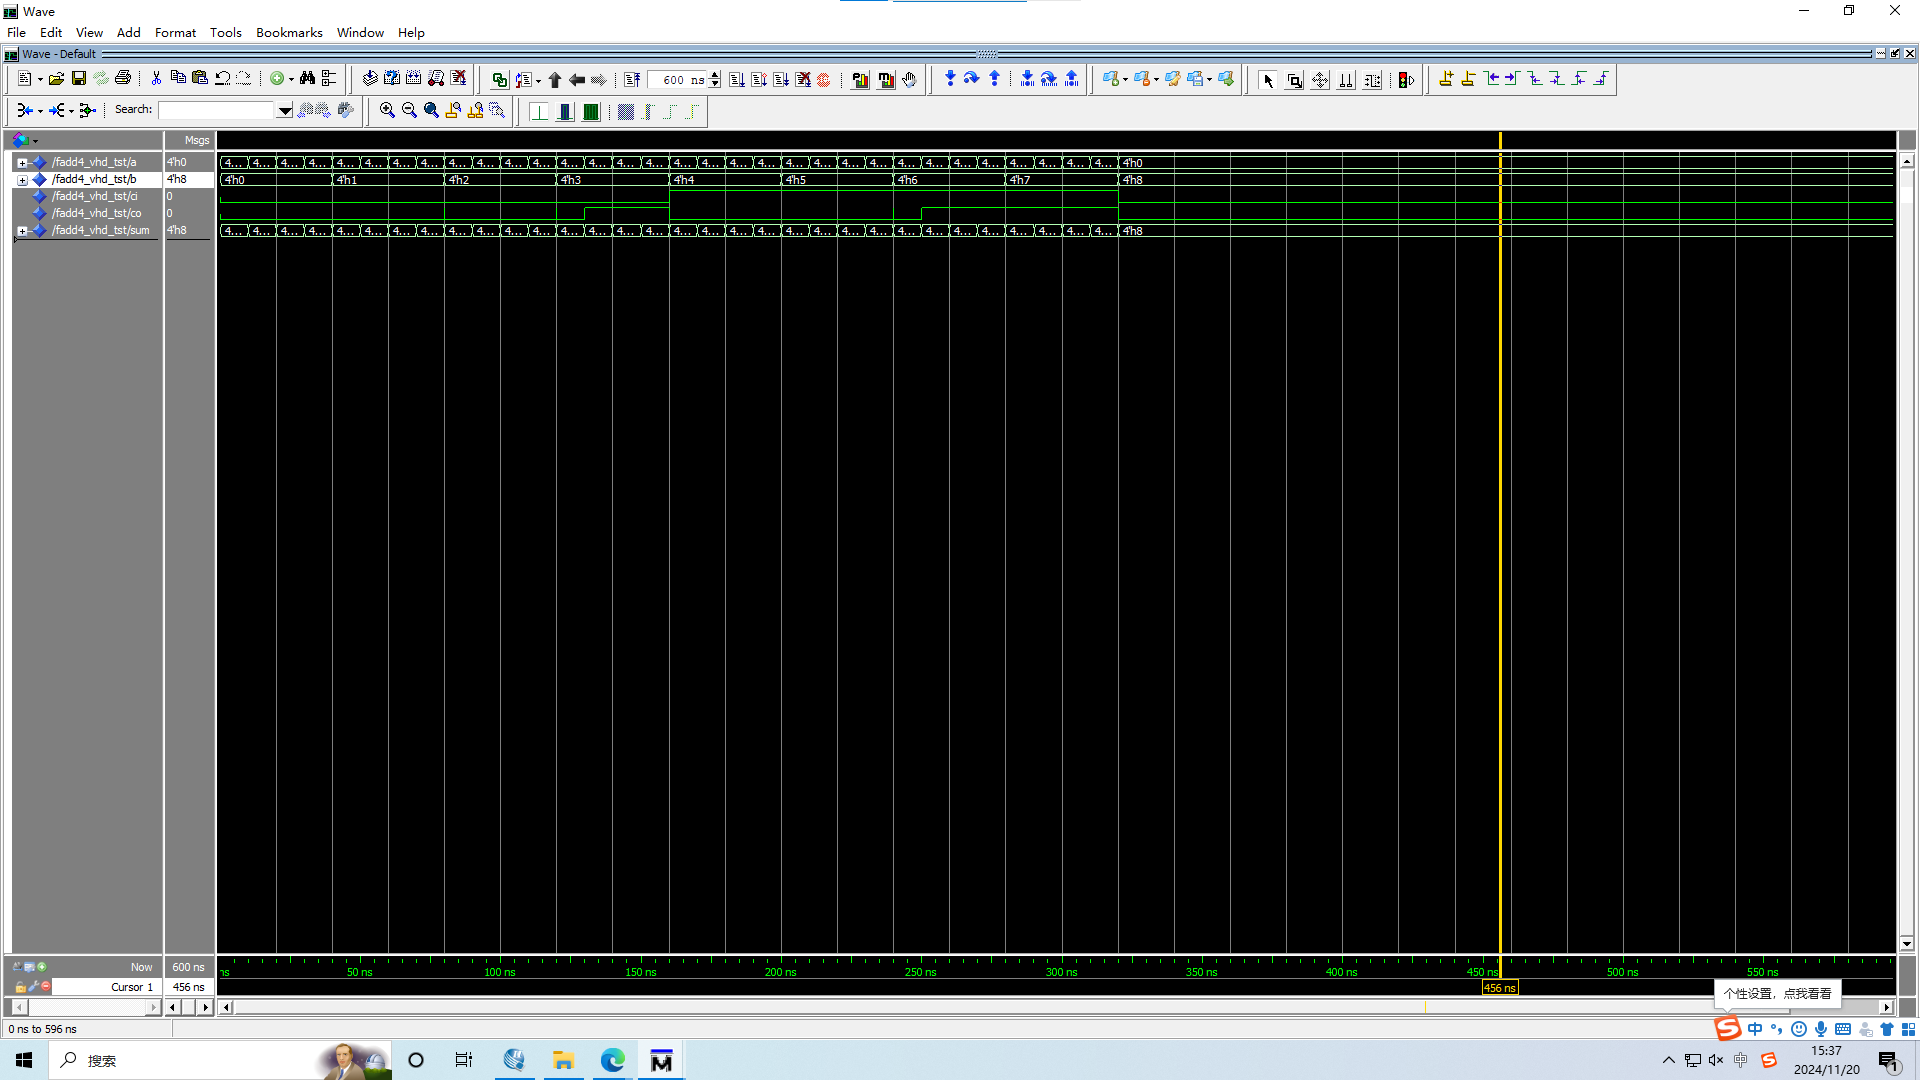 Wave
File Edit View Add Format Tools Bookmarks Window Help
Wave - Default
600 ns
Search:
Msgs
/fadd4_vhd_tst/a 4'h0 4... 4... 4... 4... 4... 4... 4... 4... 4... 4... 4... 4... 4... 4... 4... 4... 4... 4... 4... 4... 4... 4... 4... 4... 4... 4... 4... 4... 4... 4... 4... 4... 4'h0
/fadd4_vhd_tst/b 4'h8 4'h0 4'h1 4'h2 4'h3 4'h4 4'h5 4'h6 4'h7 4'h8
/fadd4_vhd_tst/ci 0
/fadd4_vhd_tst/co 0
/fadd4_vhd_tst/sum 4'h8 4... 4... 4... 4... 4... 4... 4... 4... 4... 4... 4... 4... 4... 4... 4... 4... 4... 4... 4... 4... 4... 4... 4... 4... 4... 4... 4... 4... 4... 4... 4... 4... 4'h8
Now 600 ns ns 50 ns 100 ns 150 ns 200 ns 250 ns 300 ns 350 ns 400 ns 450 ns 500 ns 550 ns
Cursor 1 456 ns 456 ns
个性设置，点我看看
0 ns to 596 ns
中
搜索
中
15:37
2024/11/20
1